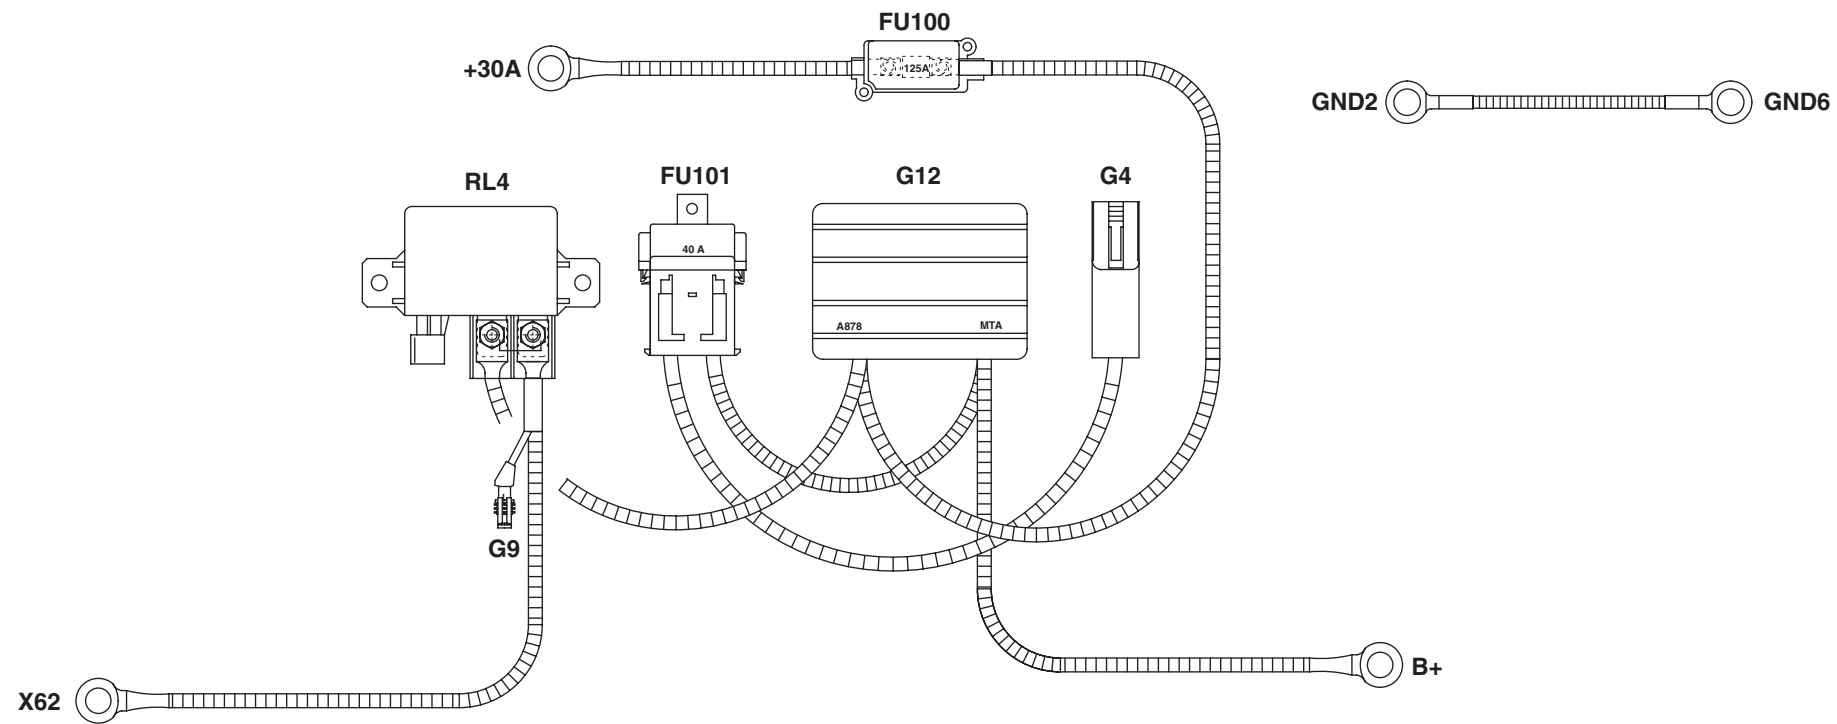 FU100
+30A
125A
GND2
GND6
RL4
FU101
G12
G4
40 A
A878
MTA
G9
X62
B+